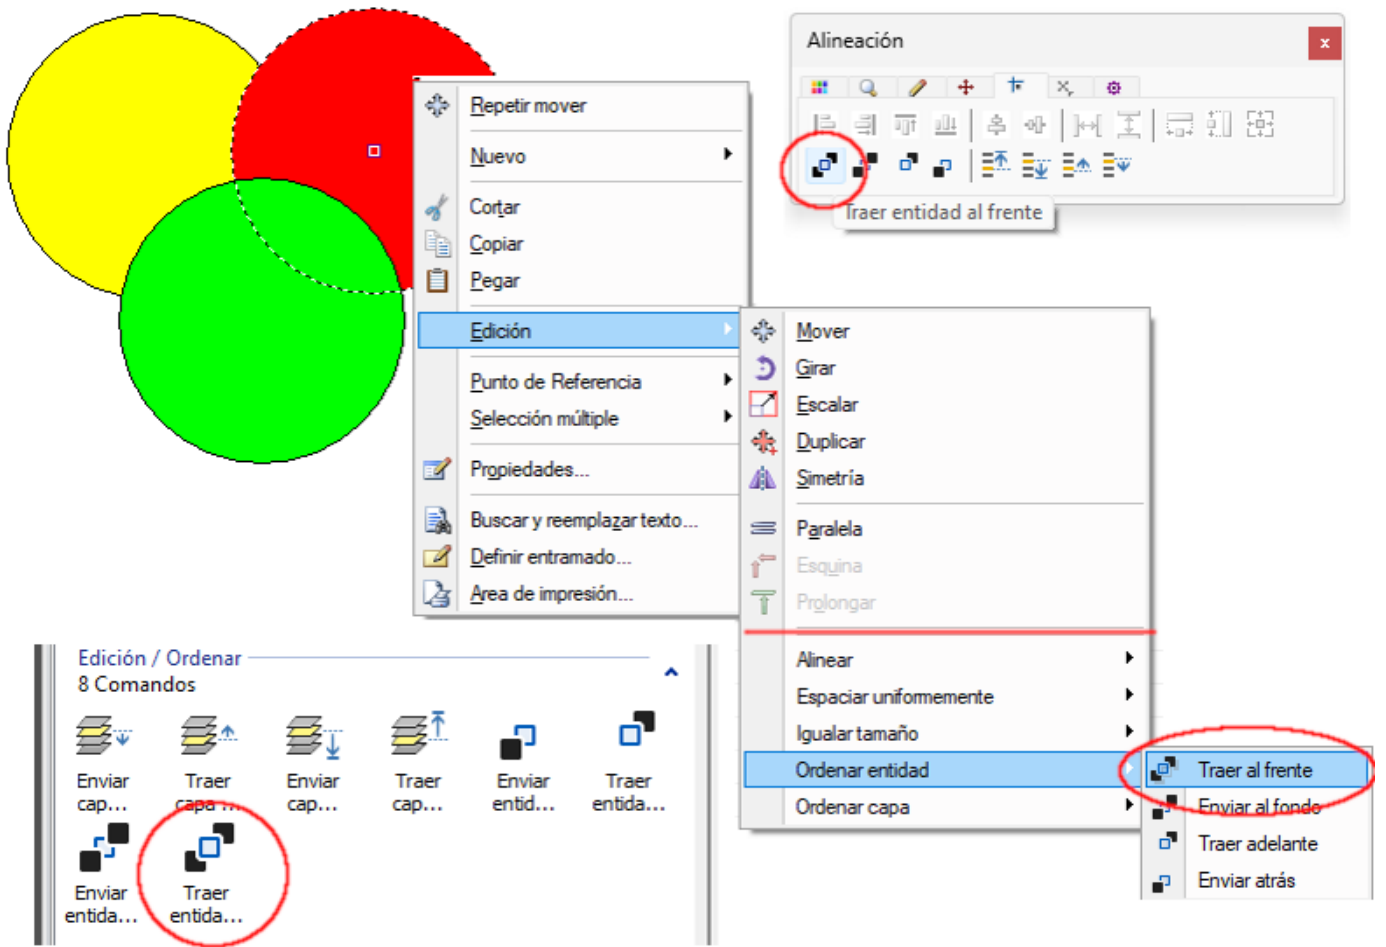 Alineación
x
Traer entidad al frente
Repetir mover
Nuevo
Cortar
Copiar
Pegar
Edición
Punto de Referencia
Selección múltiple
Propiedades...
Buscar y reemplazar texto...
Definir entramado...
Area de impresión...
Mover
Girar
Escalar
Duplicar
Simetría
Paralela
Esquina
Prolongar
Alinear
Espaciar uniformemente
Igualar tamaño
Ordenar entidad
Ordenar capa
Traer al frente
Enviar al fondo
Traer adelante
Enviar atrás
Edición / Ordenar
8 Comandos
Enviar cap...
Traer capa ...
Enviar cap...
Traer cap...
Enviar entid...
Traer entida...
Enviar entida...
Traer entida...